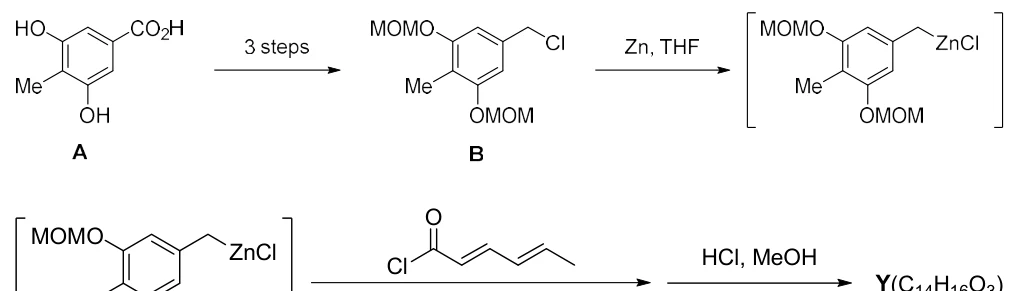 HO CO₂H
Me
OH
A
3 steps
MOMO Cl
Me
OMOM
B
Zn, THF
MOMO ZnCl
Me
OMOM
MOMO ZnCl
O
Cl
HCl, MeOH
Y(C₁₄H₁₆O₃)